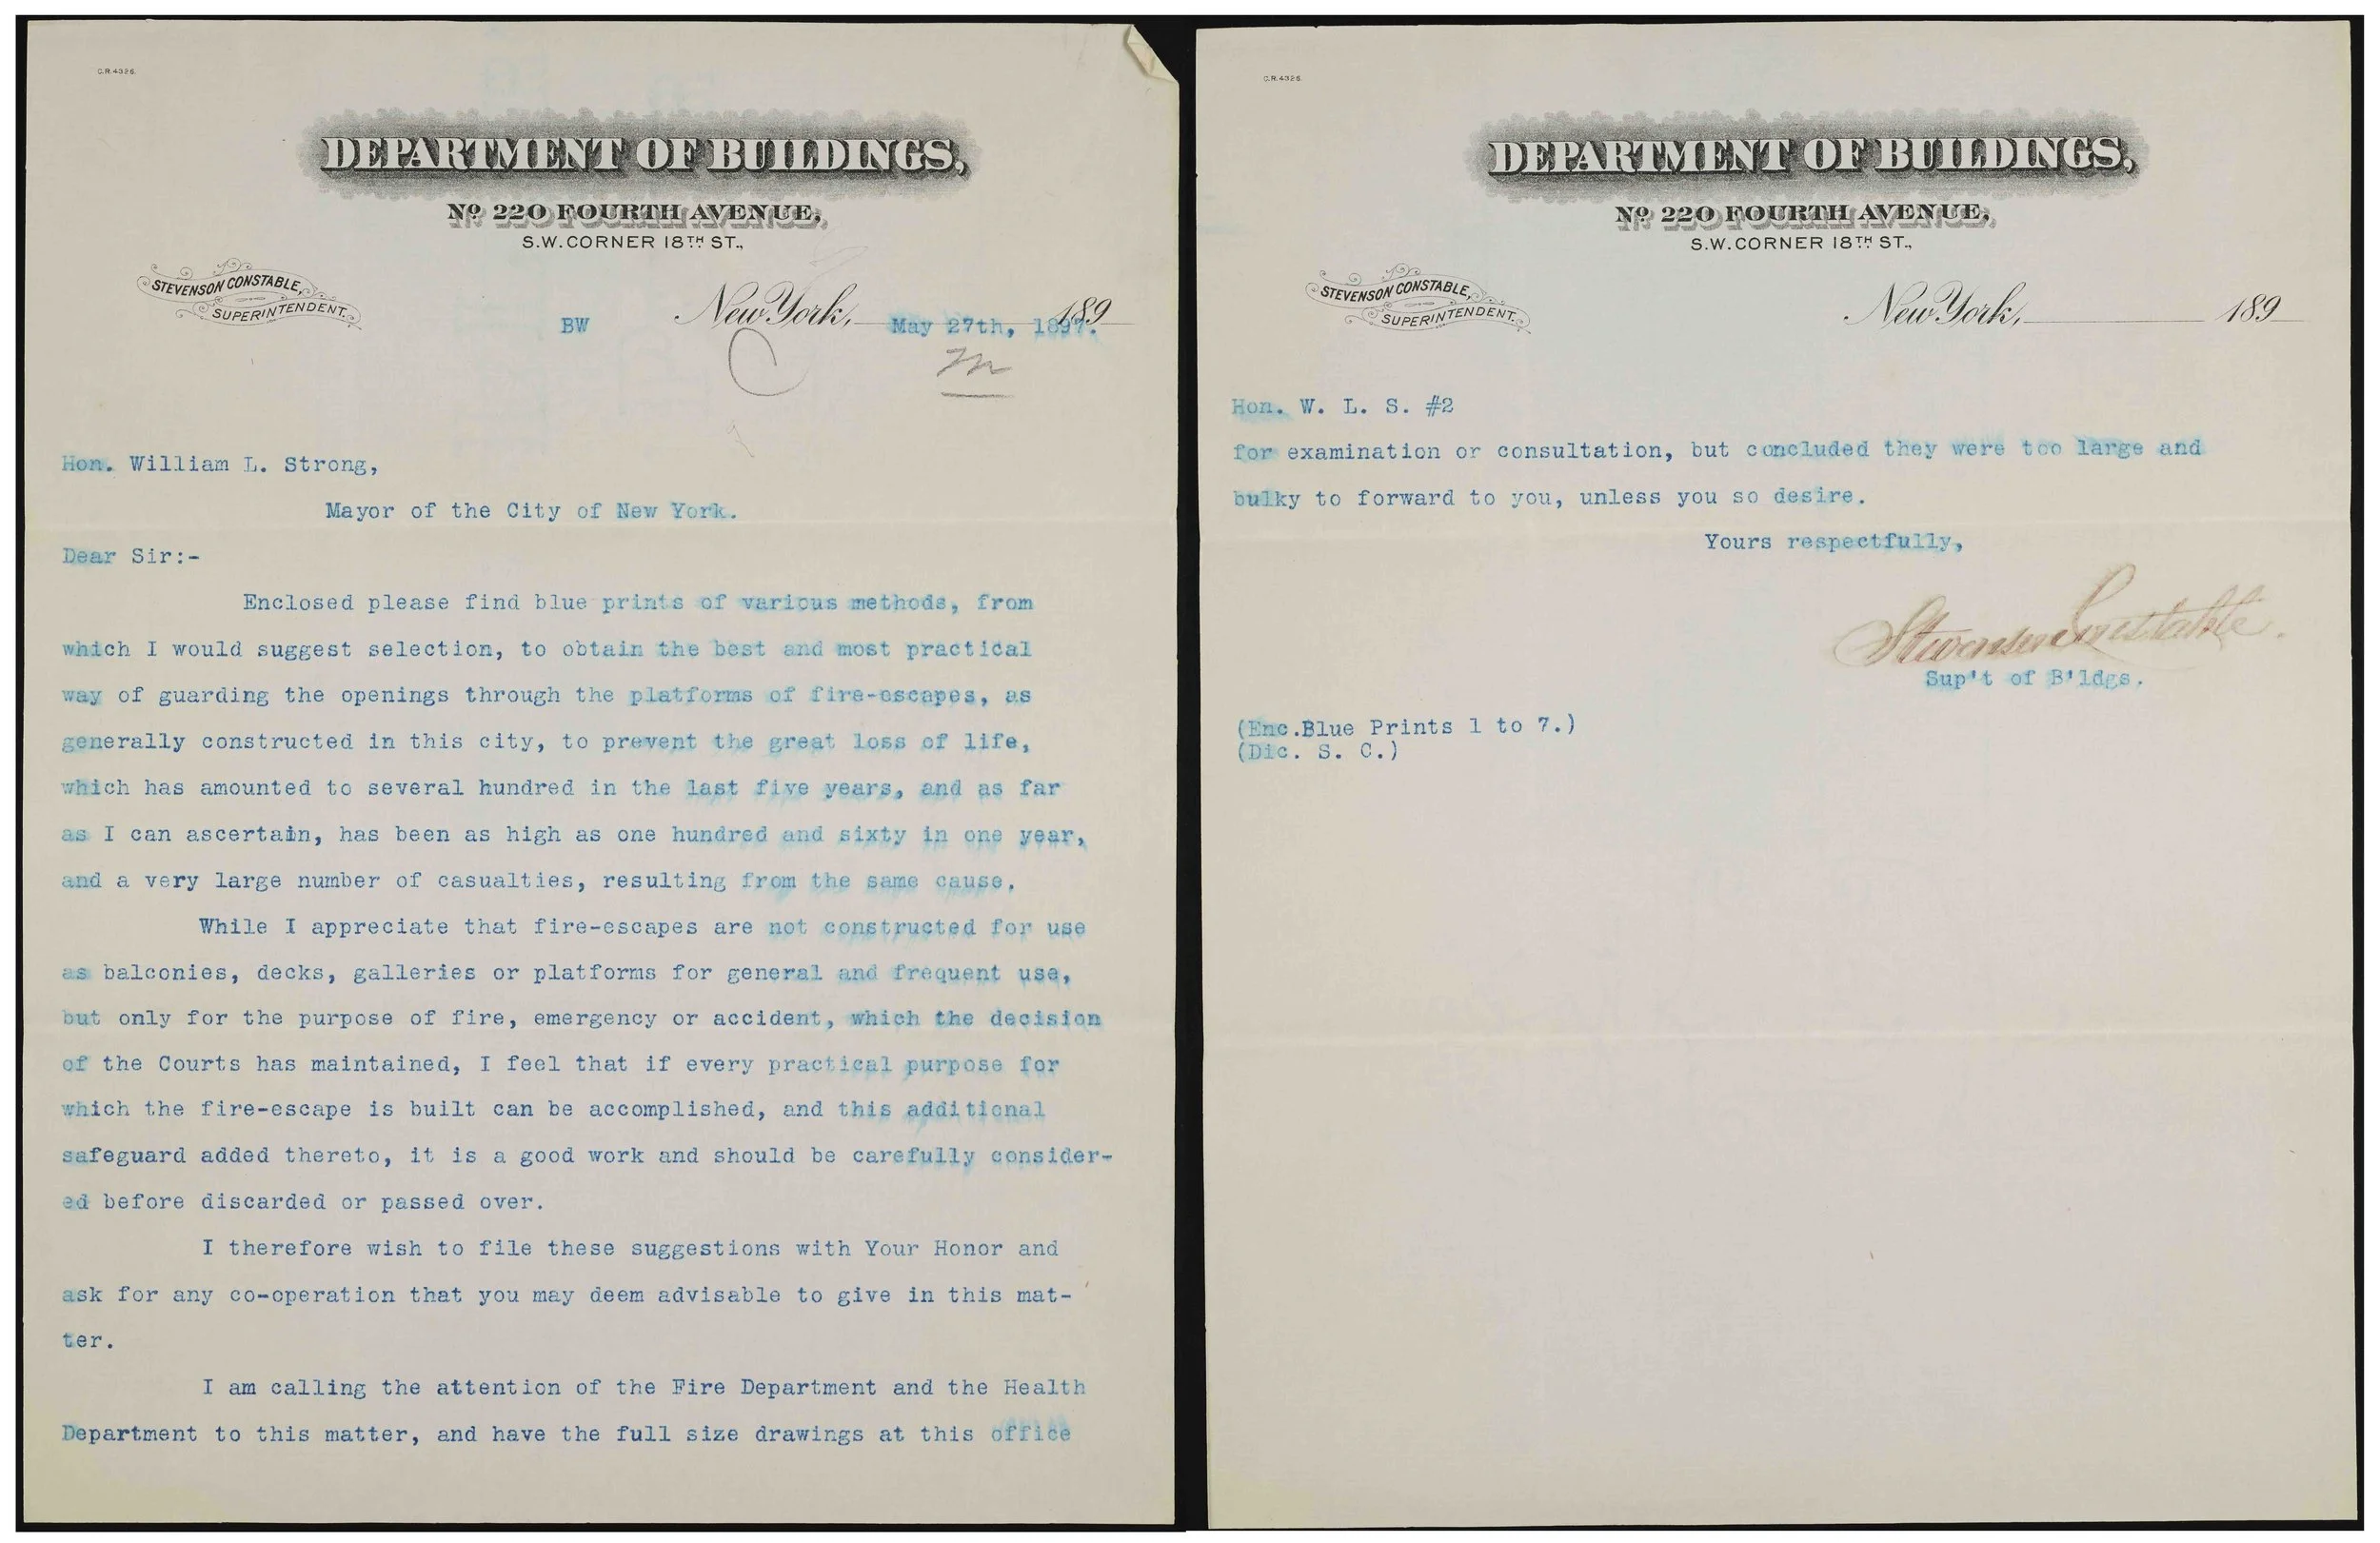 C.R.4326.
DEPARTMENT OF BUILDINGS,
No 220 FOURTH AVENUE,
S.W. CORNER 18TH ST.,
STEVENSON CONSTABLE,
SUPERINTENDENT.
New York, 189
BW May 27th, 1897.
m
Hon. William L. Strong,
Mayor of the City of New York.
Dear Sir:-
Enclosed please find blue prints of various methods, from
which I would suggest selection, to obtain the best and most practical
way of guarding the openings through the platforms of fire-escapes, as
generally constructed in this city, to prevent the great loss of life,
which has amounted to several hundred in the last five years, and as far
as I can ascertain, has been as high as one hundred and sixty in one year,
and a very large number of casualties, resulting from the same cause.
While I appreciate that fire-escapes are not constructed for use
as balconies, decks, galleries or platforms for general and frequent use,
but only for the purpose of fire, emergency or accident, which the decision
of the Courts has maintained, I feel that if every practical purpose for
which the fire-escape is built can be accomplished, and this additional
safeguard added thereto, it is a good work and should be carefully consider-
ed before discarded or passed over.
I therefore wish to file these suggestions with Your Honor and
ask for any co-operation that you may deem advisable to give in this mat-
ter.
I am calling the attention of the Fire Department and the Health
Department to this matter, and have the full size drawings at this office
C.R.4326.
DEPARTMENT OF BUILDINGS,
No 220 FOURTH AVENUE,
S.W. CORNER 18TH ST.,
STEVENSON CONSTABLE,
SUPERINTENDENT.
New York, 189
Hon. W. L. S. #2
for examination or consultation, but concluded they were too large and
bulky to forward to you, unless you so desire.
Yours respectfully,
Stevenson Constable.
Sup't of B'ldgs.
(Enc.Blue Prints 1 to 7.)
(Dic. S. C.)